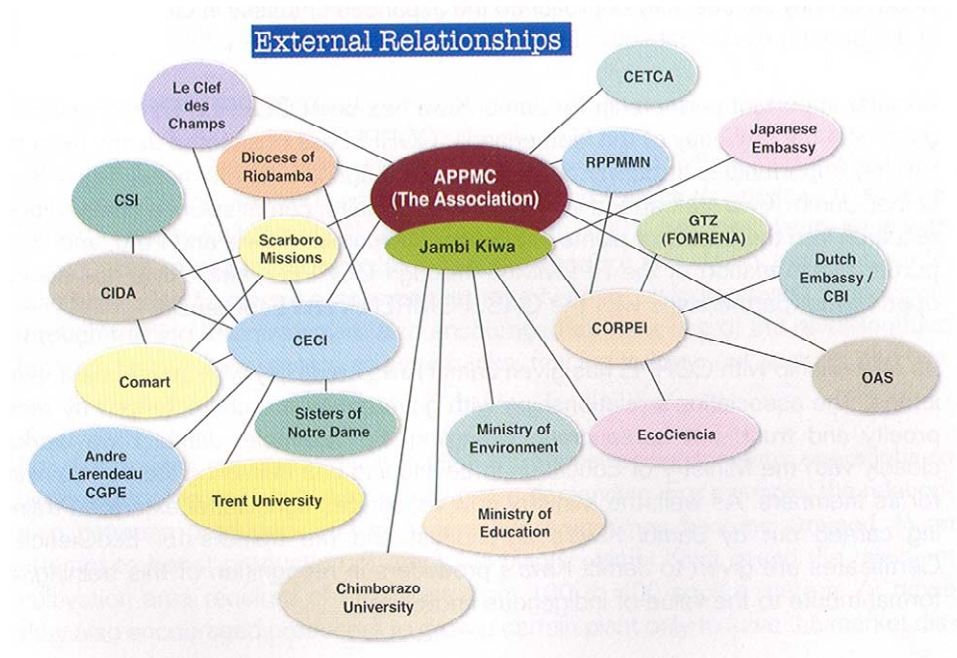 External Relationships
CETCA
Le Clef
des
Champs
Japanese
Embassy
Diocese of
Riobamba
RPPMMN
APPMC
(The Association)
CSI
GTZ
(FOMRENA)
Jambi Kiwa
Scarboro
Missions
Dutch
Embassy /
CBI
CIDA
CORPEI
CECI
OAS
Comart
Sisters of
Notre Dame
Ministry of
Environment
EcoCiencia
Andre
Larendeau
CGPE
Trent University
Ministry of
Education
Chimborazo
University